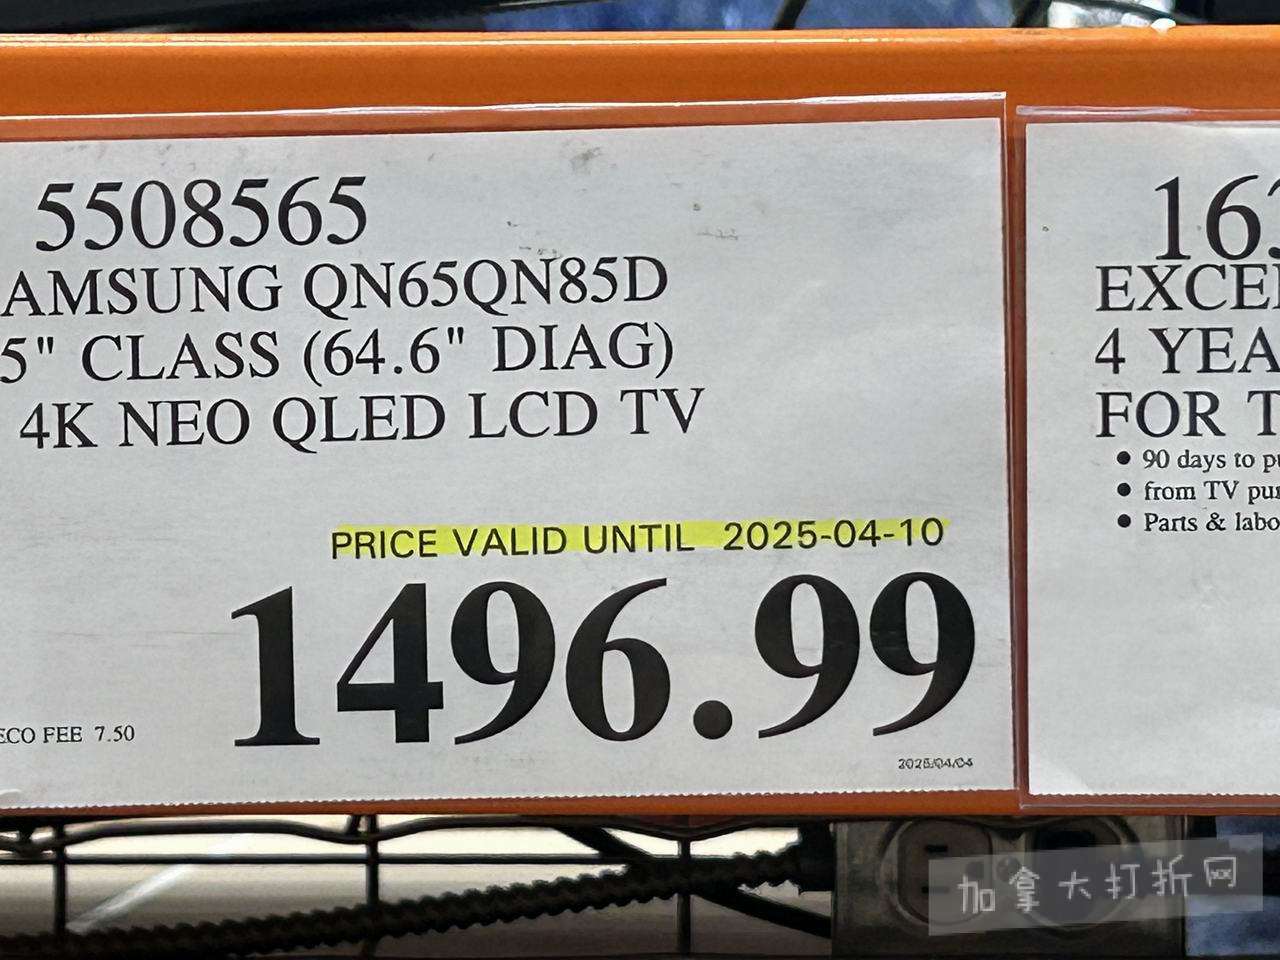 5508565
AMSUNG QN65QN85D
5" CLASS (64.6" DIAG)
4K NEO QLED LCD TV
PRICE VALID UNTIL 2025-04-10
1496.99
ECO FEE 7.50
2025/04/04
16
EXCE
4 YEA
FOR T
• 90 days to p
• from TV pu
• Parts & labo
加拿大打折网